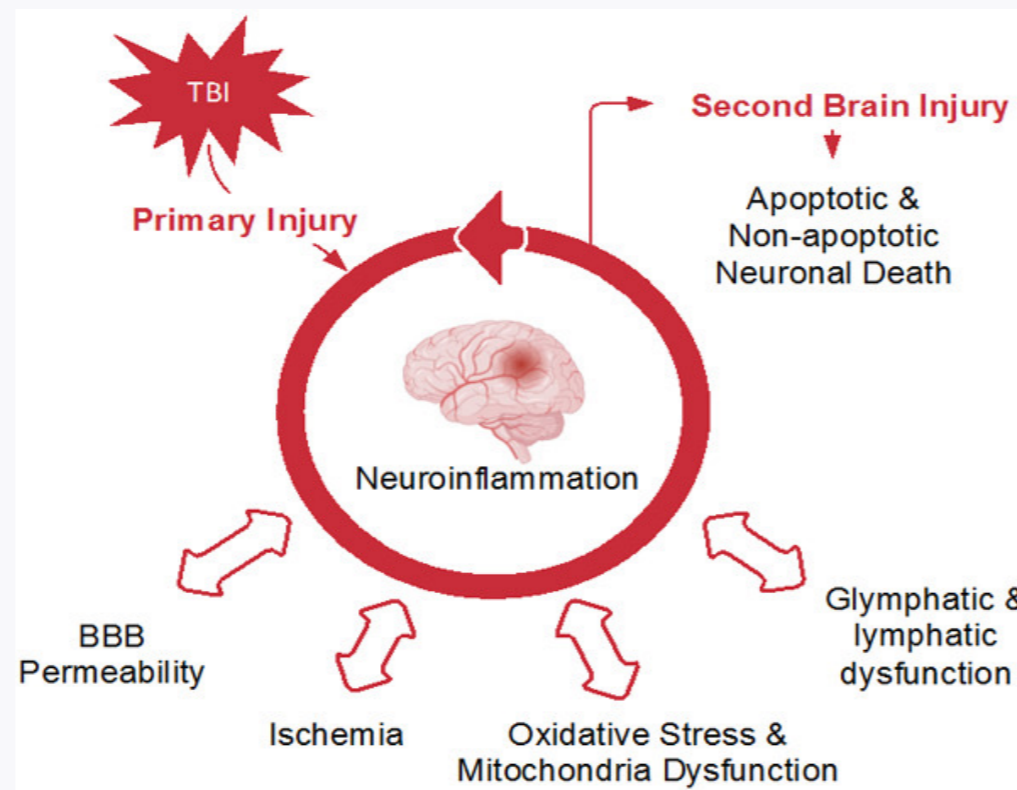 TBI
Primary Injury
Second Brain Injury
Apoptotic &
Non-apoptotic
Neuronal Death
Neuroinflammation
BBB
Permeability
Ischemia
Oxidative Stress &
Mitochondria Dysfunction
Glymphatic &
lymphatic
dysfunction